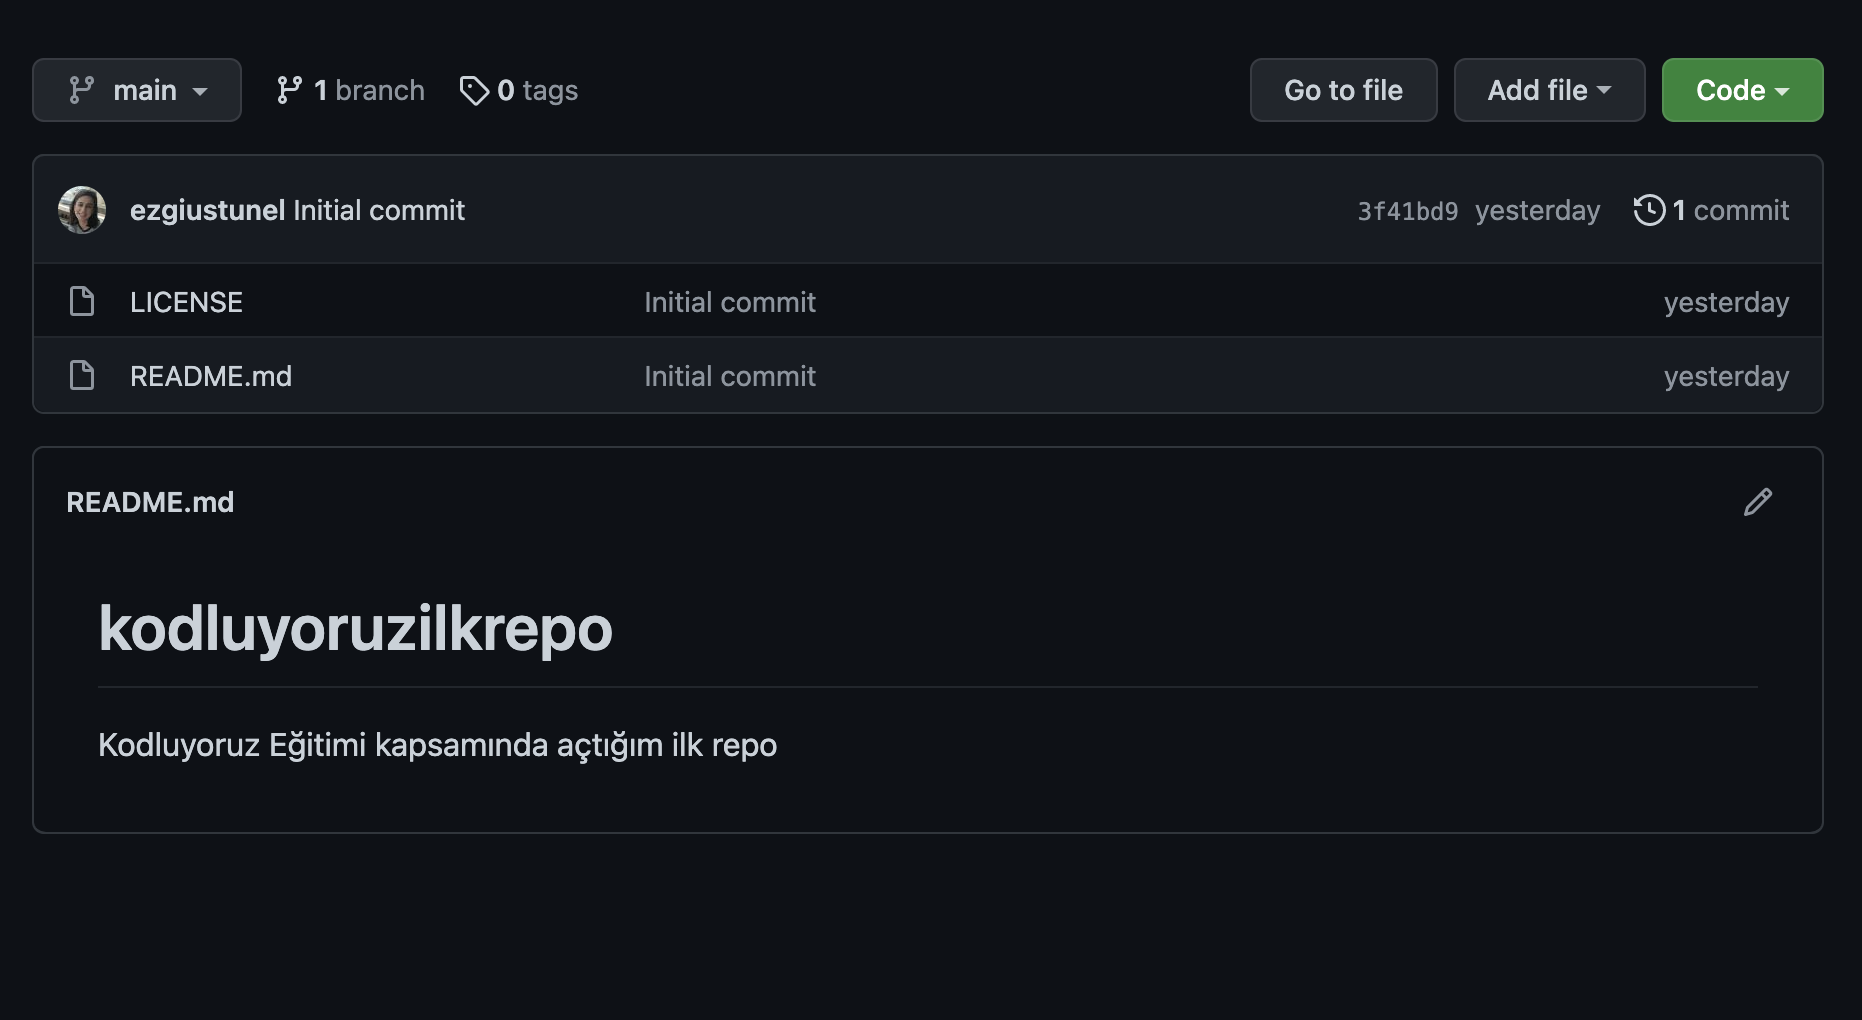 main 1 branch 0 tags Go to file Add file Code
ezgiustunel Initial commit 3f41bd9 yesterday 1 commit
LICENSE Initial commit yesterday
README.md Initial commit yesterday
README.md
kodluyoruzilkrepo
Kodluyoruz Eğitimi kapsamında açtığım ilk repo